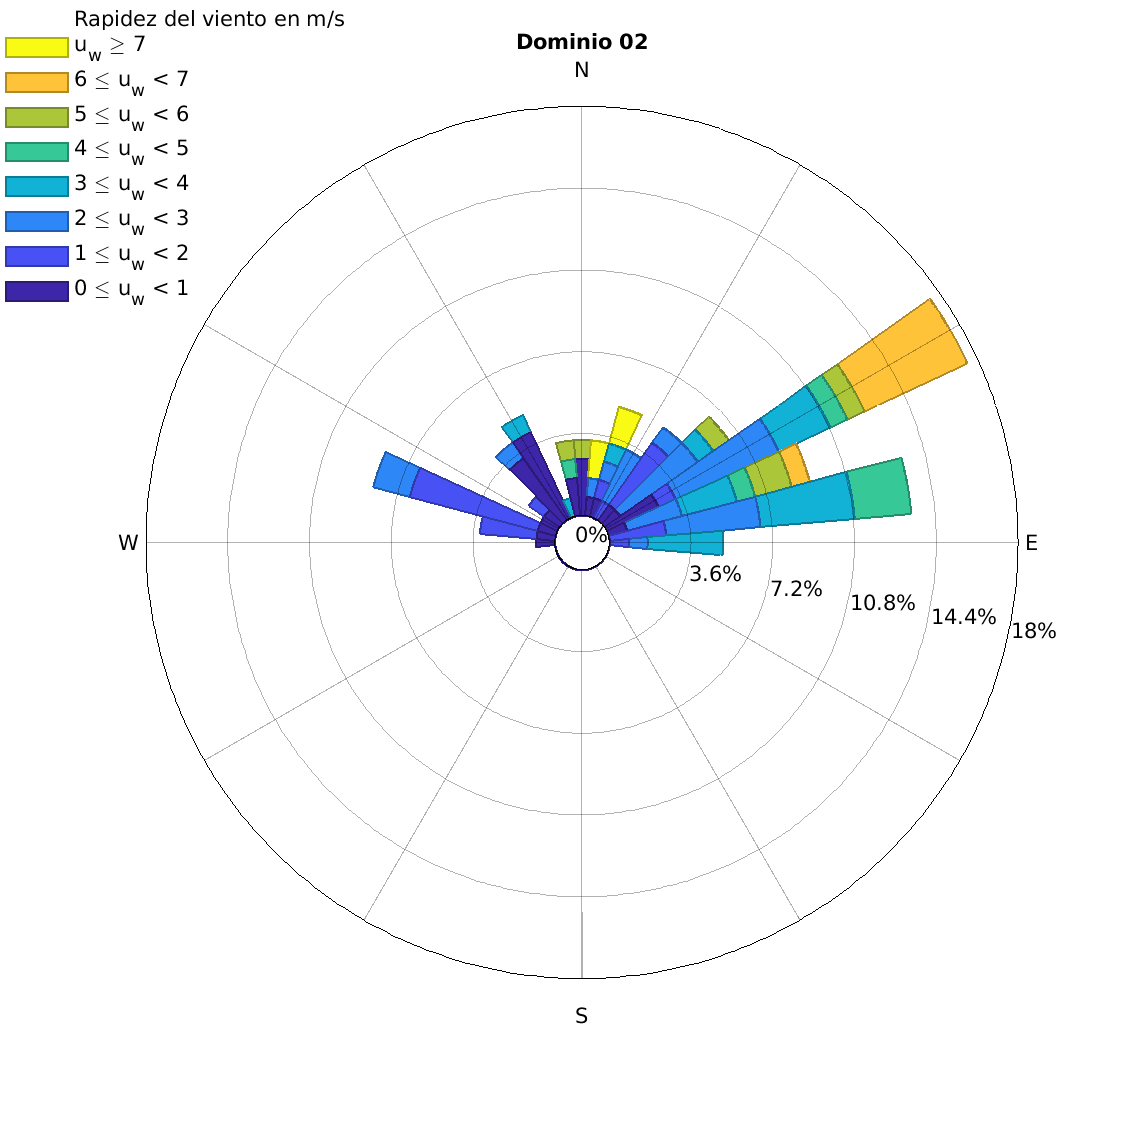 Rapidez del viento en m/s
u_w ≥ 7
6 ≤ u_w < 7
5 ≤ u_w < 6
4 ≤ u_w < 5
3 ≤ u_w < 4
2 ≤ u_w < 3
1 ≤ u_w < 2
0 ≤ u_w < 1
Dominio 02
N
W
E
0%
3.6%
7.2%
10.8%
14.4%
18%
S